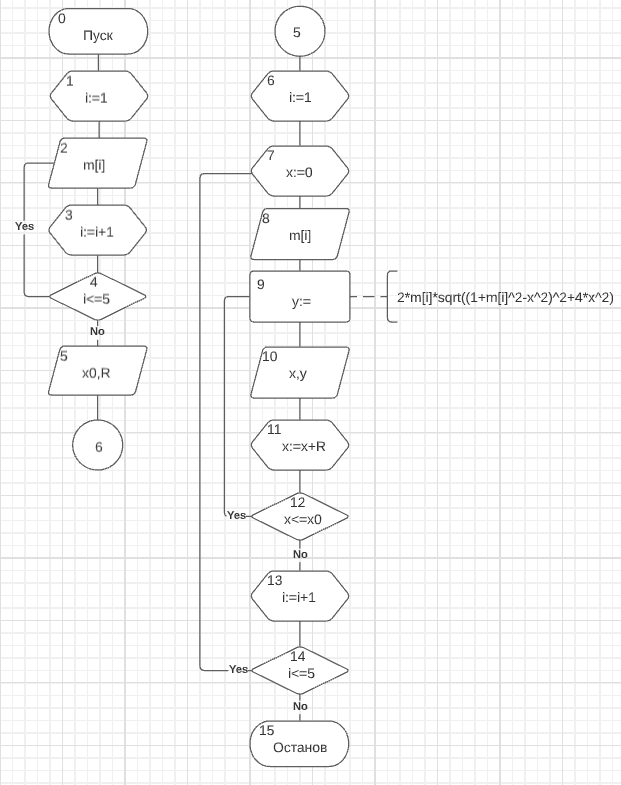 0
Пуск
1
i:=1
2
m[i]
3
i:=i+1
Yes
4
i<=5
No
5
x0,R
6
5
6
i:=1
7
x:=0
8
m[i]
9
y:=
2*m[i]*sqrt((1+m[i]^2-x^2)^2+4*x^2)
10
x,y
11
x:=x+R
12
x<=x0
Yes
No
13
i:=i+1
14
i<=5
Yes
No
15
Останов